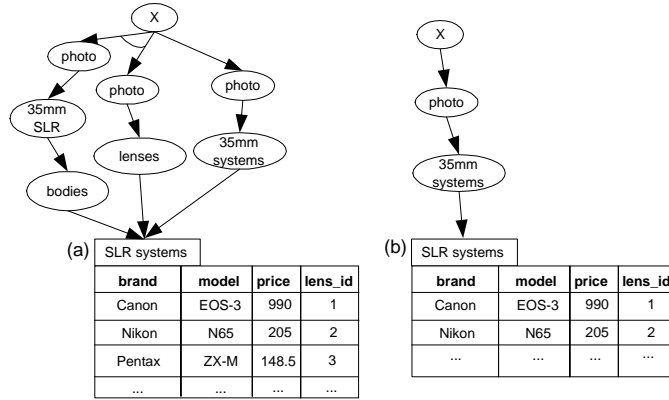 X
photo
photo
photo
35mm
SLR
lenses
35mm
systems
bodies
(a)
SLR systems
brand model price lens_id
Canon EOS-3 990 1
Nikon N65 205 2
Pentax ZX-M 148.5 3
... ... ... ...
X
photo
35mm
systems
(b)
SLR systems
brand model price lens_id
Canon EOS-3 990 1
Nikon N65 205 2
... ... ... ...